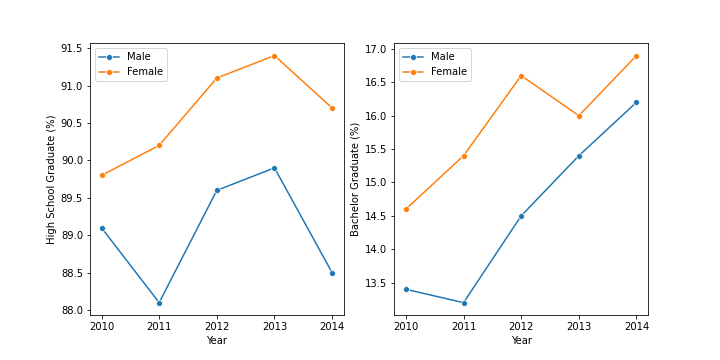 High School Graduate (%)
91.5
91.0
90.5
90.0
89.5
89.0
88.5
88.0
Male
Female
2010 2011 2012 2013 2014
Year
Bachelor Graduate (%)
17.0
16.5
16.0
15.5
15.0
14.5
14.0
13.5
Male
Female
2010 2011 2012 2013 2014
Year